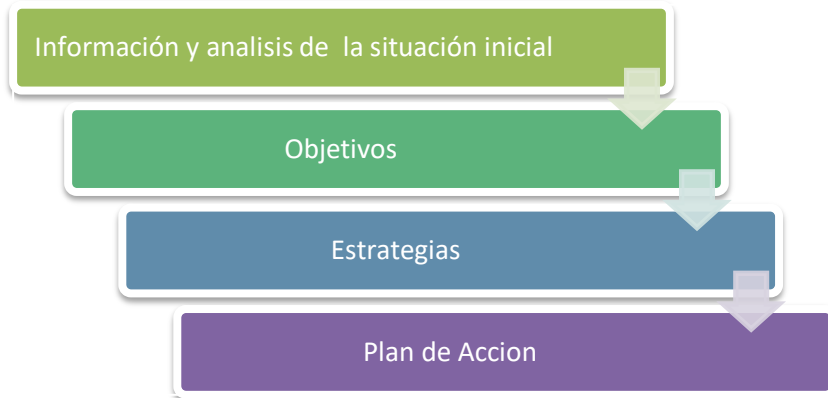 Información y analisis de la situación inicial
Objetivos
Estrategias
Plan de Accion